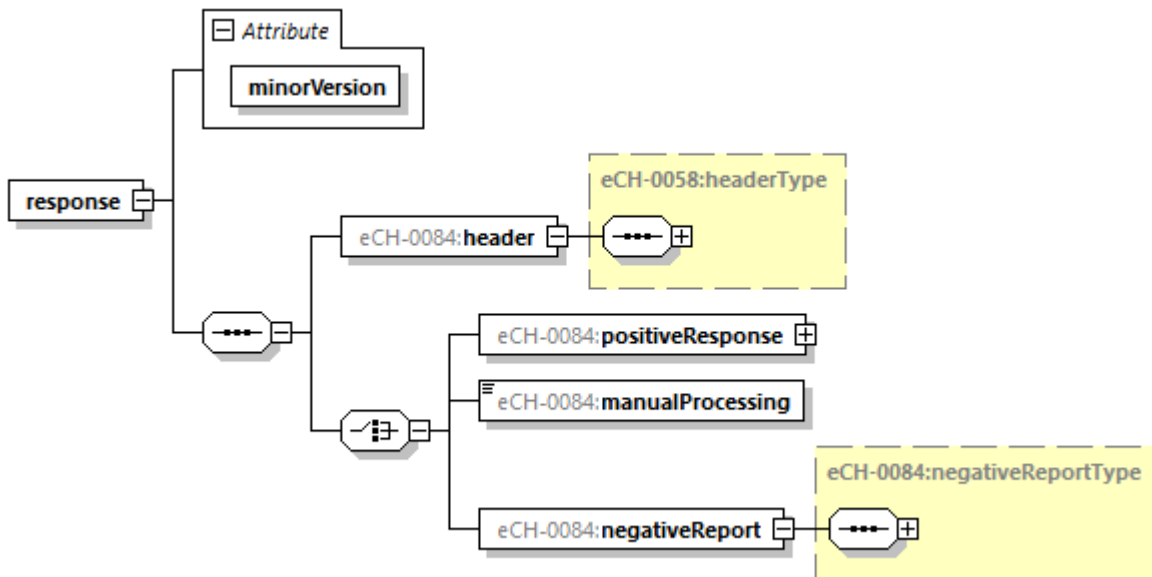 Attribute
minorVersion
response
eCH-0058:headerType
eCH-0084:header
eCH-0084:positiveResponse
eCH-0084:manualProcessing
eCH-0084:negativeReportType
eCH-0084:negativeReport